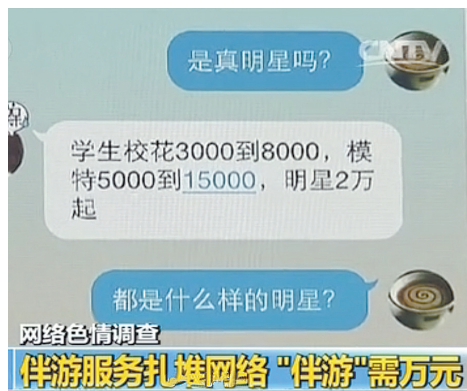 CNTV
是真明星吗?
学生校花3000到8000，模
特5000到15000，明星2万
起
都是什么样的明星?
网络色情调查
伴游服务扎堆网络 "伴游"需万元